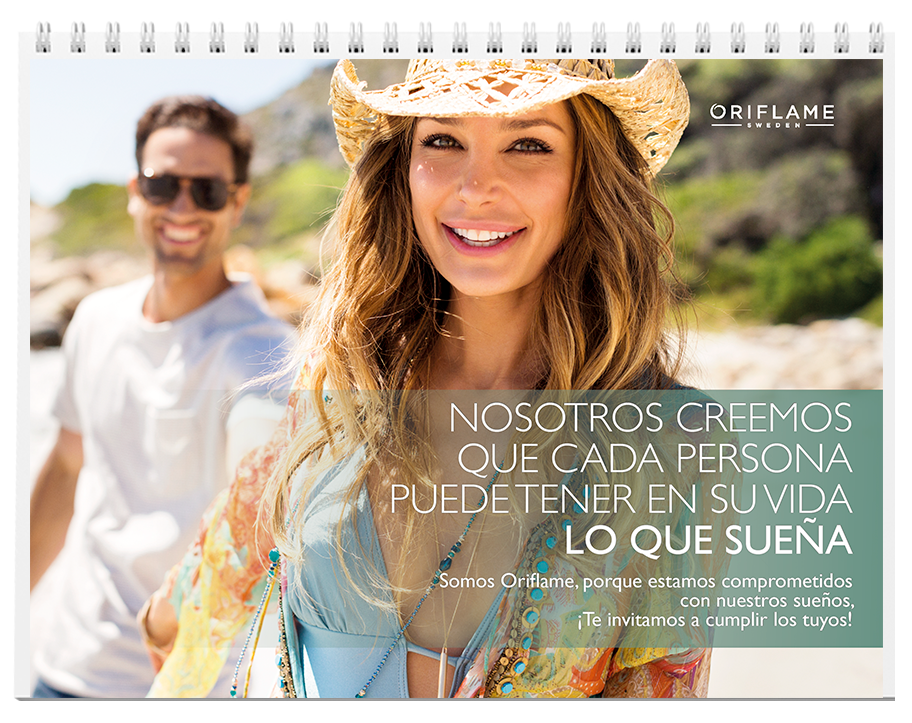 ORIFLAME
SWEDEN
NOSOTROS CREEMOS
QUE CADA PERSONA
PUEDE TENER EN SU VIDA
LO QUE SUEÑA
Somos Oriflame, porque estamos comprometidos
con nuestros sueños,
¡Te invitamos a cumplir los tuyos!